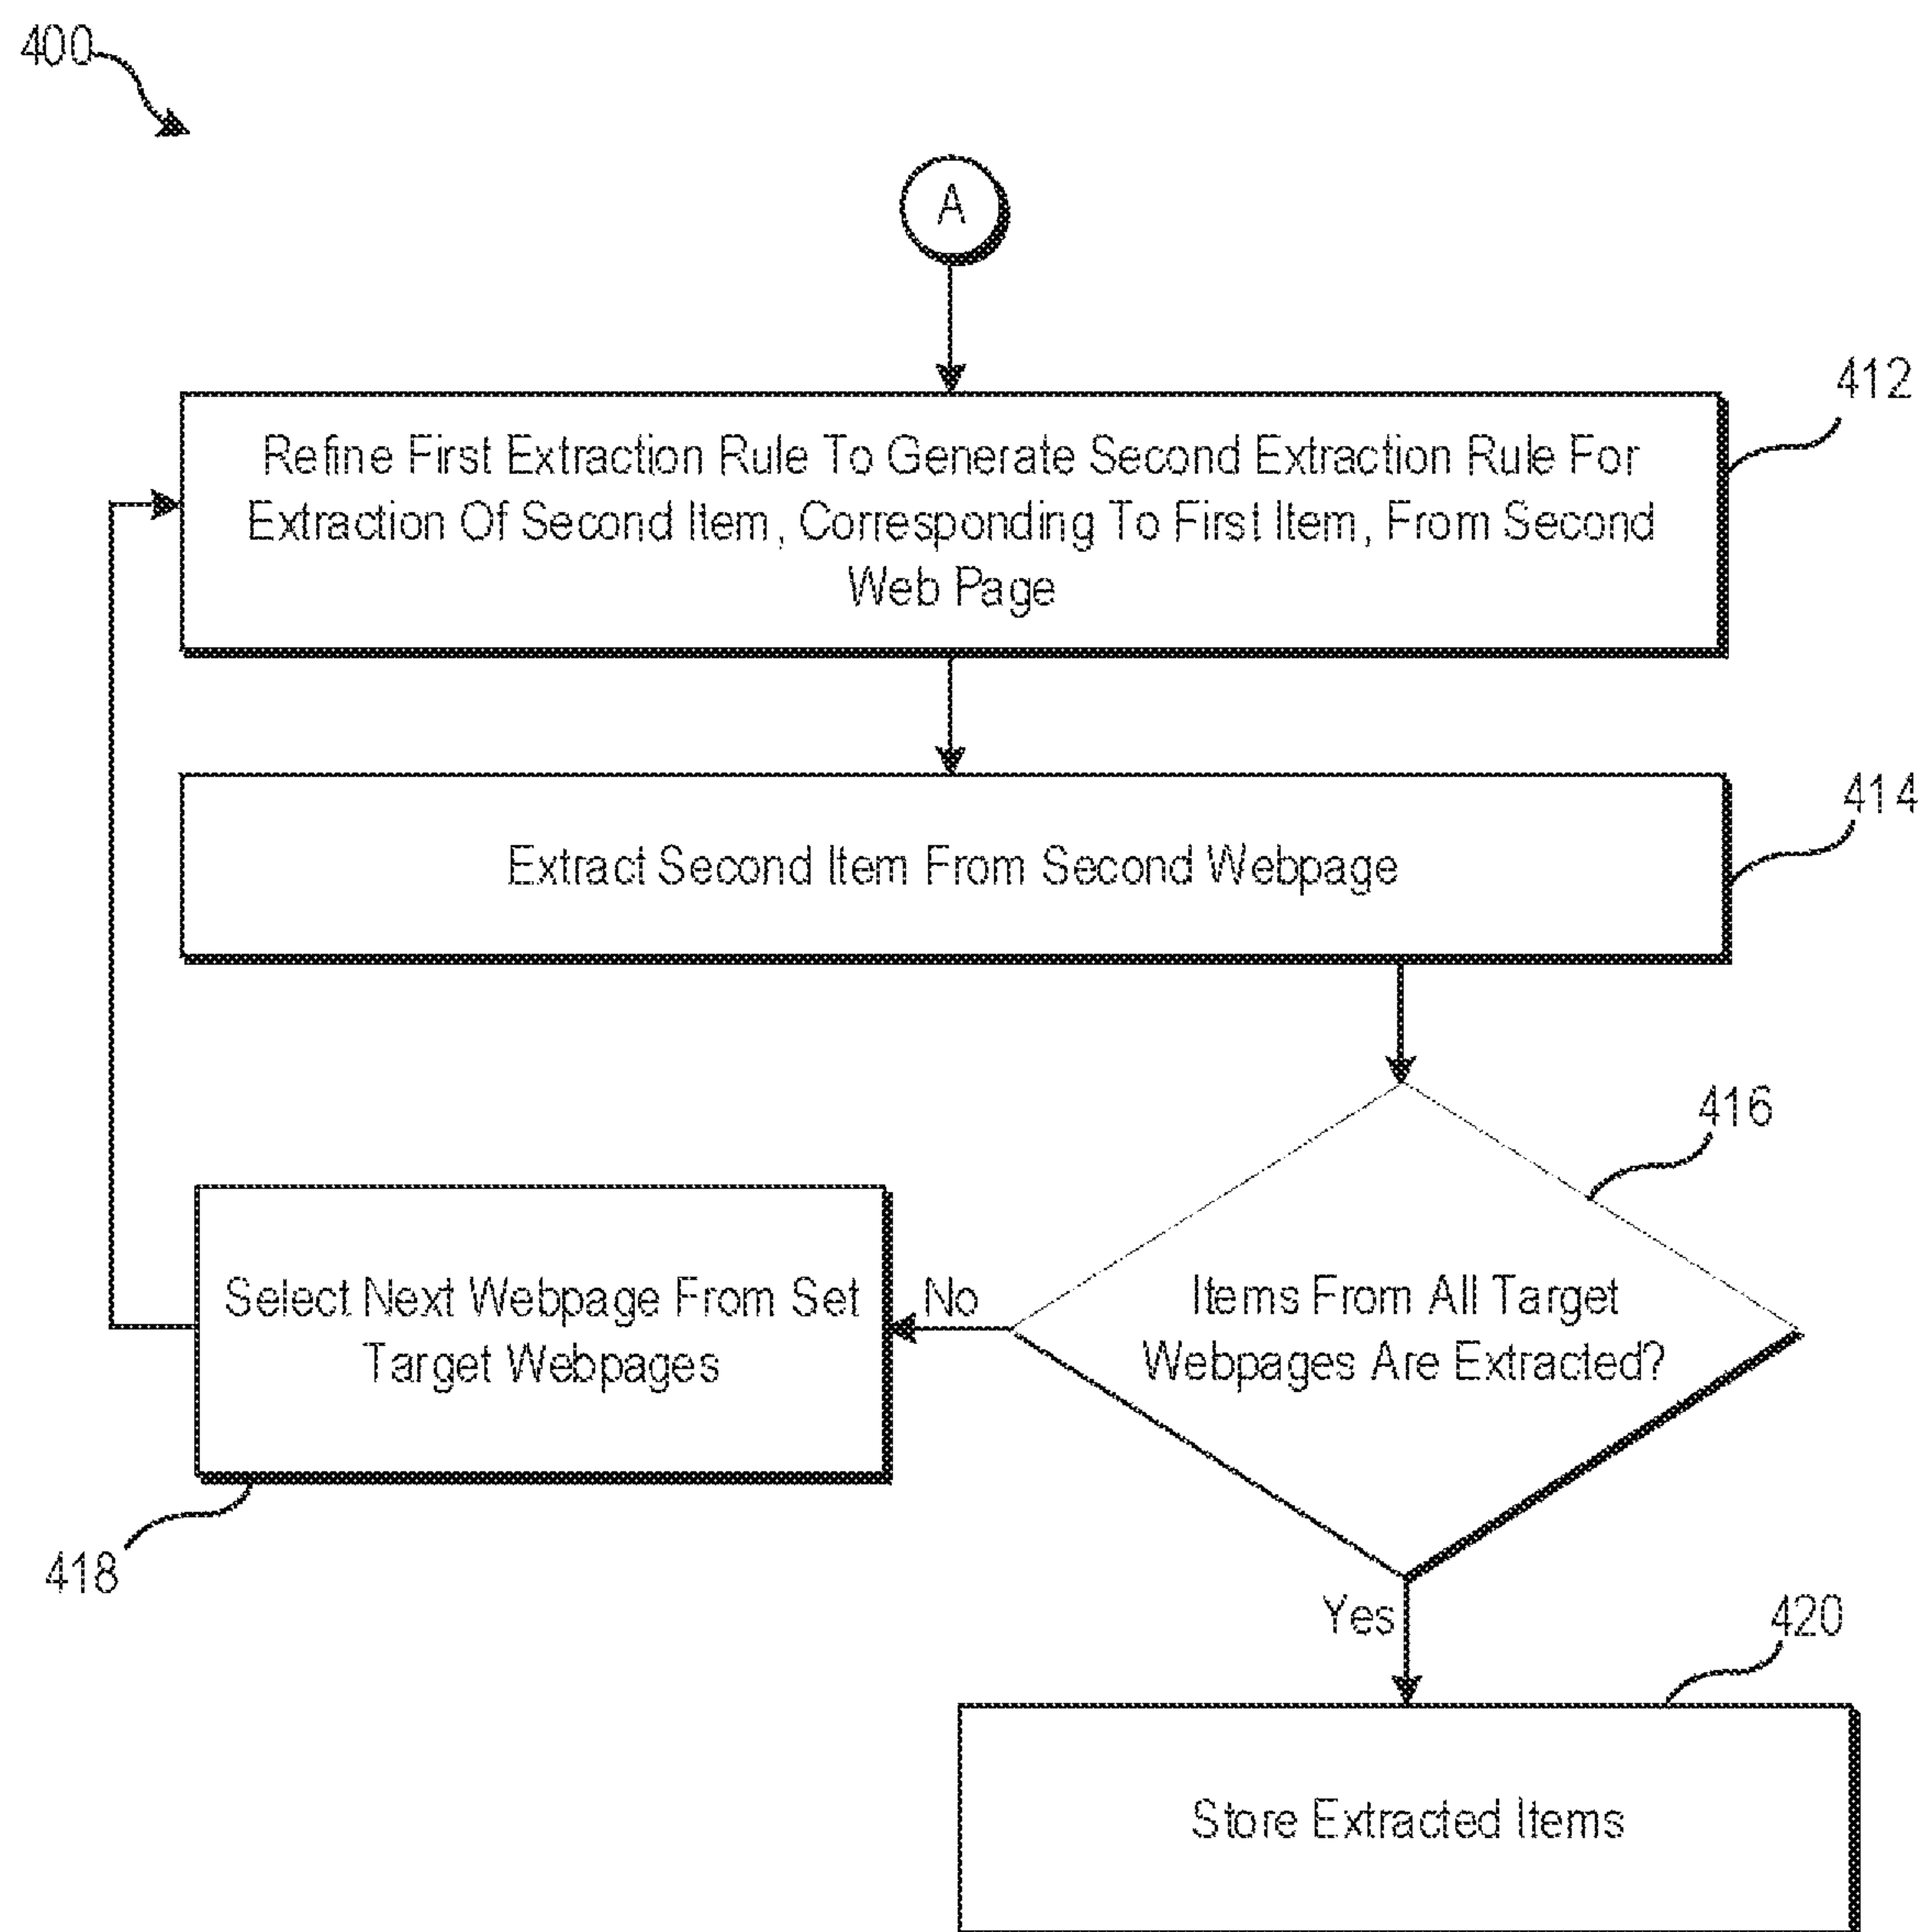 400
A
412
Refine First Extraction Rule To Generate Second Extraction Rule For
Extraction Of Second Item, Corresponding To First Item, From Second
Web Page
414
Extract Second Item From Second Webpage
416
Items From All Target
Webpages Are Extracted?
No
Select Next Webpage From Set
Target Webpages
418
Yes
420
Store Extracted Items